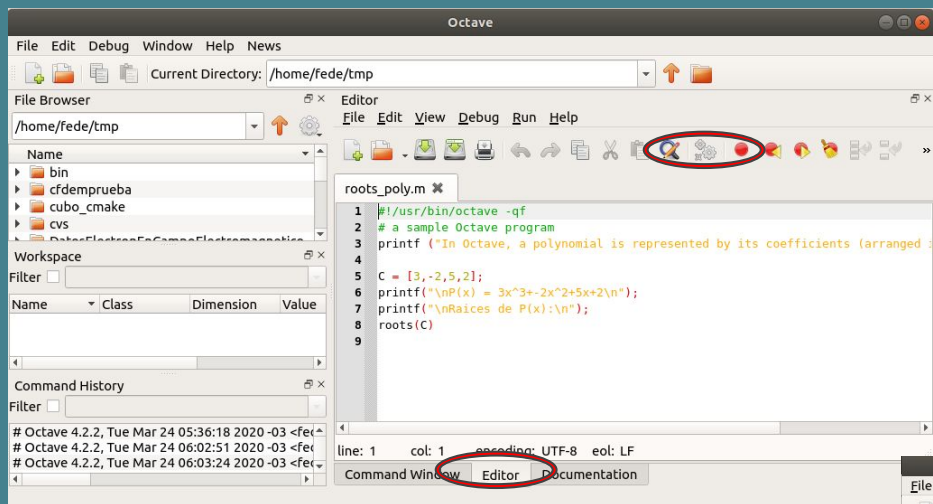 Octave
File Edit Debug Window Help News
Current Directory: /home/fede/tmp
File Browser
/home/fede/tmp
Name
bin
cfdemprueba
cubo_cmake
cvs
Workspace
Filter
Name Class Dimension Value
Command History
Filter
# Octave 4.2.2, Tue Mar 24 05:36:18 2020 -03 <fed
# Octave 4.2.2, Tue Mar 24 06:02:51 2020 -03 <fed
# Octave 4.2.2, Tue Mar 24 06:03:24 2020 -03 <fed
Editor
File Edit View Debug Run Help
roots_poly.m
1 #!/usr/bin/octave -qf
2 # a sample Octave program
3 printf ("In Octave, a polynomial is represented by its coefficients (arranged
4
5 C = [3,-2,5,2];
6 printf("\nP(x) = 3x^3+-2x^2+5x+2\n");
7 printf("\nRaices de P(x):\n");
8 roots(C)
9
line: 1 col: 1 encoding: UTF-8 eol: LF
Command Window Editor Documentation
File